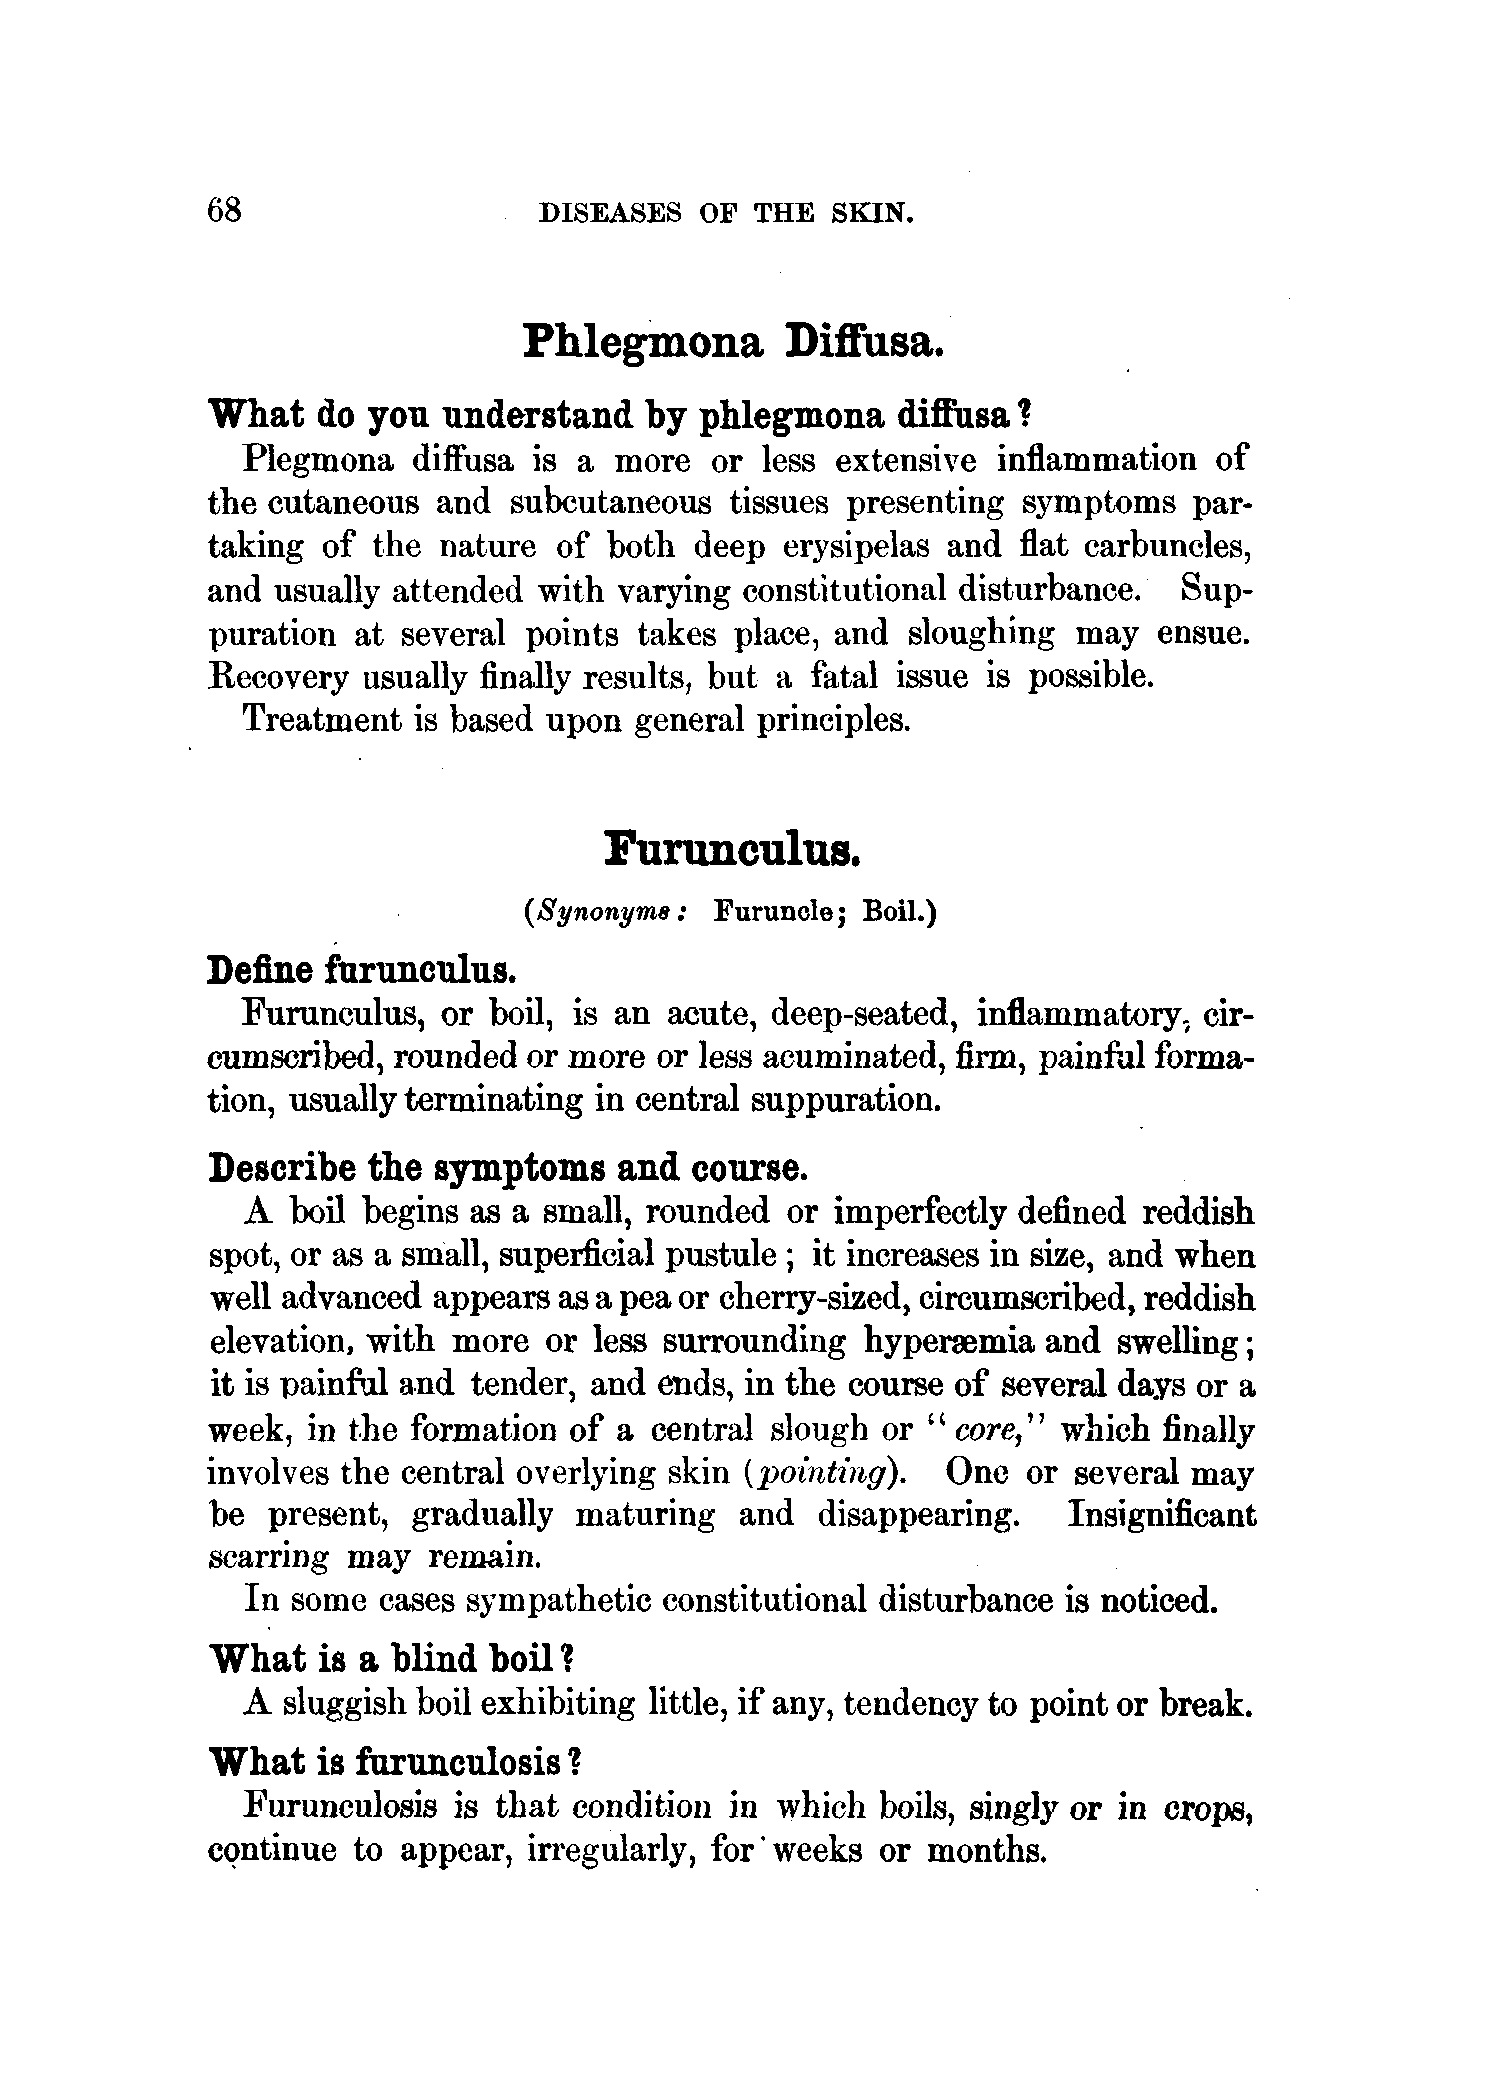 68 DISEASES OF THE SKIN.
Phlegmona Diffusa.
What do you understand by phlegmona diffusa?
Plegmona diffusa is a more or less extensive inflammation of
the cutaneous and subcutaneous tissues presenting symptoms par-
taking of the nature of both deep erysipelas and flat carbuncles,
and usually attended with varying constitutional disturbance. Sup-
puration at several points takes place, and sloughing may ensue.
Recovery usually finally results, but a fatal issue is possible.
Treatment is based upon general principles.
Furunculus.
(Synonyms: Furuncle; Boil.)
Define furunculus.
Furunculus, or boil, is an acute, deep-seated, inflammatory, cir-
cumscribed, rounded or more or less acuminated, firm, painful forma-
tion, usually terminating in central suppuration.
Describe the symptoms and course.
A boil begins as a small, rounded or imperfectly defined reddish
spot, or as a small, superficial pustule; it increases in size, and when
well advanced appears as a pea or cherry-sized, circumscribed, reddish
elevation, with more or less surrounding hyperæmia and swelling;
it is painful and tender, and ends, in the course of several days or a
week, in the formation of a central slough or "core," which finally
involves the central overlying skin (pointing). One or several may
be present, gradually maturing and disappearing. Insignificant
scarring may remain.
In some cases sympathetic constitutional disturbance is noticed.
What is a blind boil?
A sluggish boil exhibiting little, if any, tendency to point or break.
What is furunculosis?
Furunculosis is that condition in which boils, singly or in crops,
continue to appear, irregularly, for weeks or months.